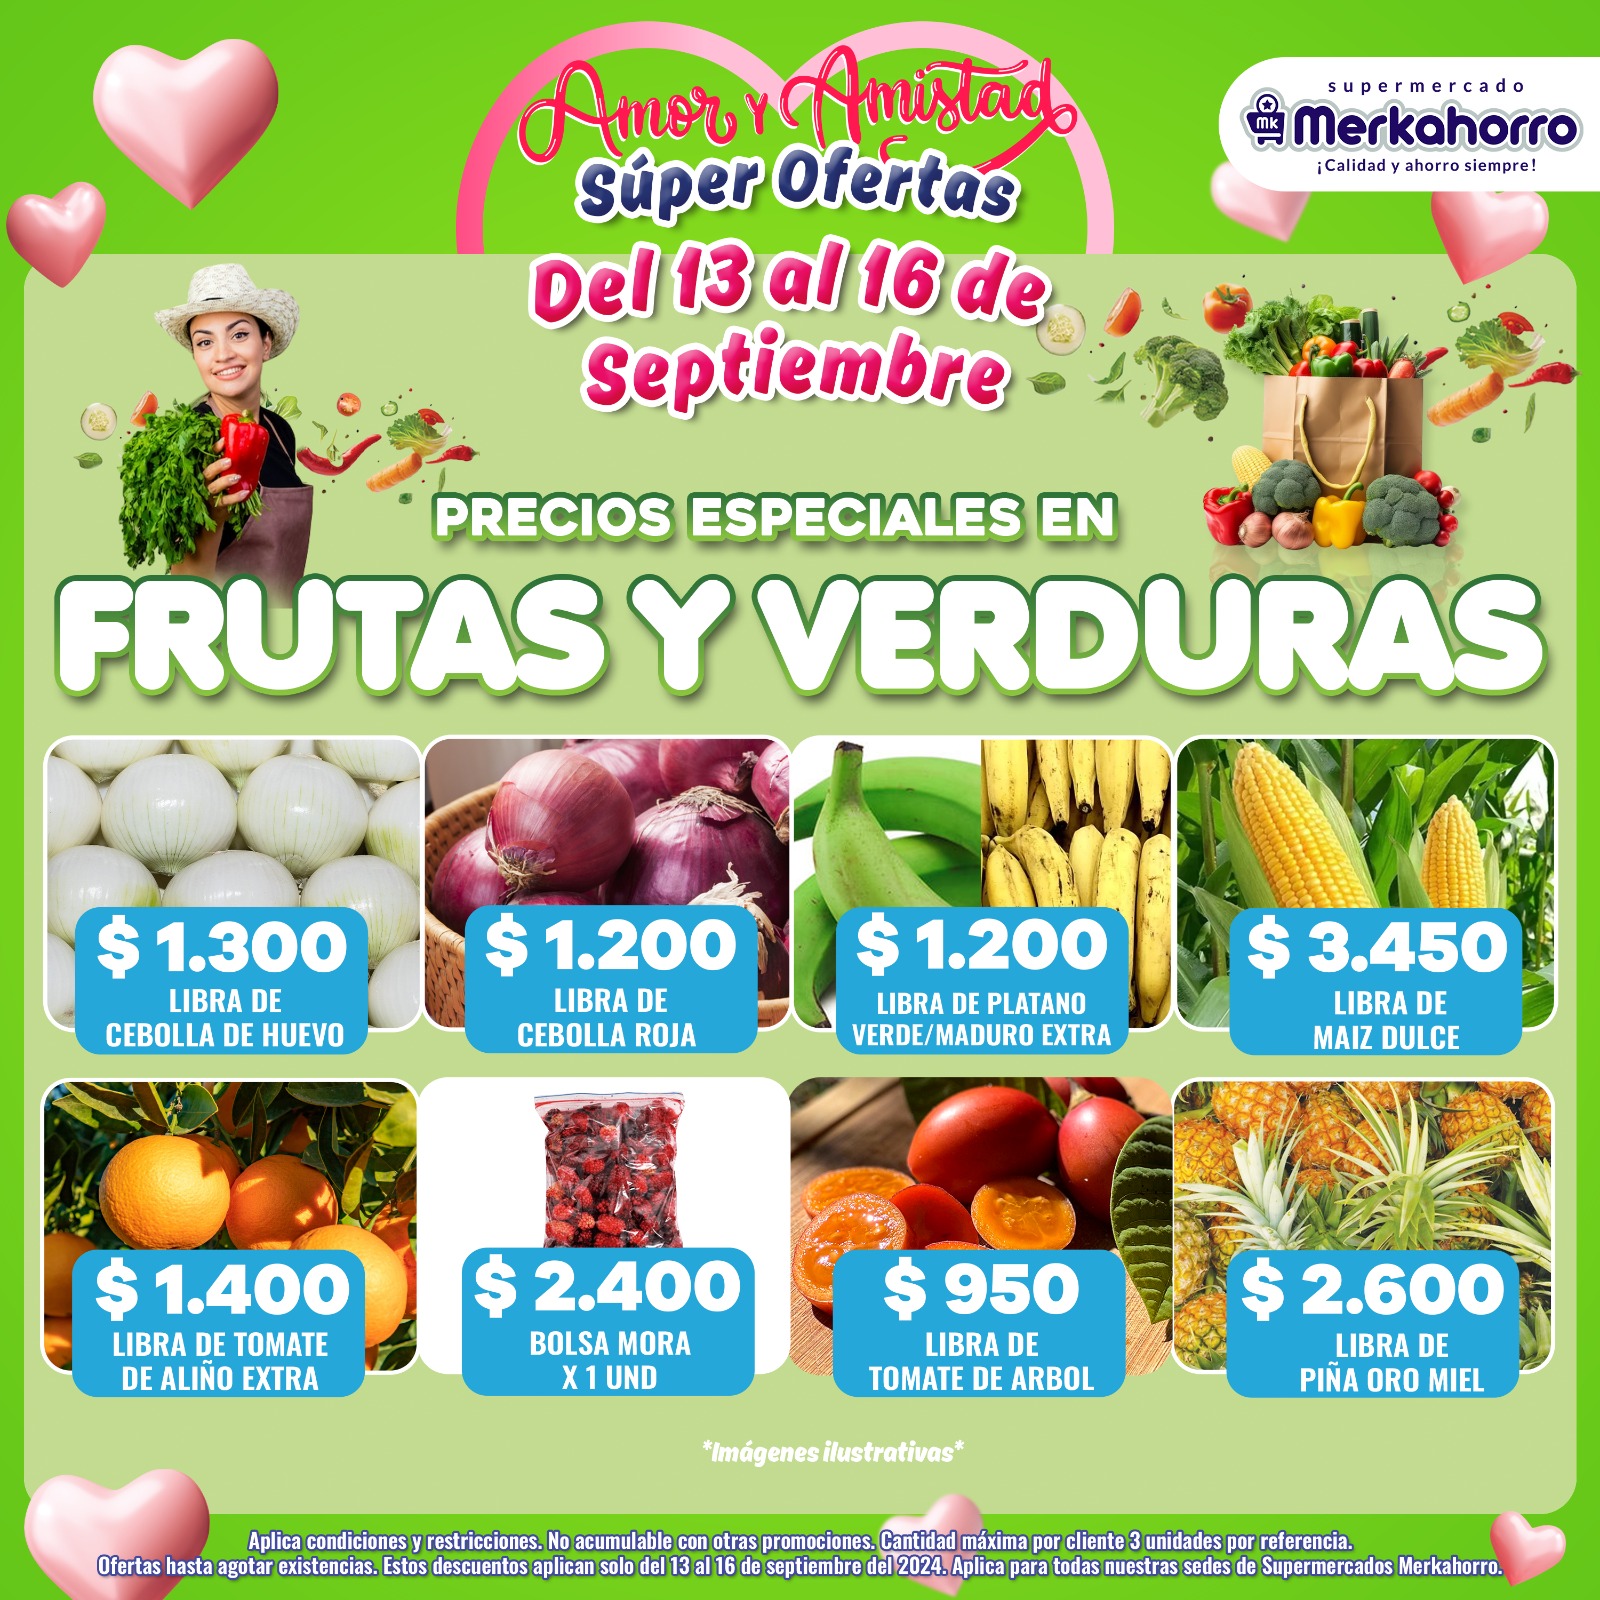 Amor y Amistad
Súper Ofertas
Del 13 al 16 de
Septiembre
supermercado
MK
Merkahorro
¡Calidad y ahorro siempre!
PRECIOS ESPECIALES EN
FRUTAS Y VERDURAS
$ 1.300
LIBRA DE
CEBOLLA DE HUEVO
$ 1.200
LIBRA DE
CEBOLLA ROJA
$ 1.200
LIBRA DE PLATANO
VERDE/MADURO EXTRA
$ 3.450
LIBRA DE
MAIZ DULCE
$ 1.400
LIBRA DE TOMATE
DE ALIÑO EXTRA
$ 2.400
BOLSA MORA
X 1 UND
$ 950
LIBRA DE
TOMATE DE ARBOL
$ 2.600
LIBRA DE
PIÑA ORO MIEL
*Imágenes ilustrativas*
Aplica condiciones y restricciones. No acumulable con otras promociones. Cantidad máxima por cliente 3 unidades por referencia.
Ofertas hasta agotar existencias. Estos descuentos aplican solo del 13 al 16 de septiembre del 2024. Aplica para todas nuestras sedes de Supermercados Merkahorro.